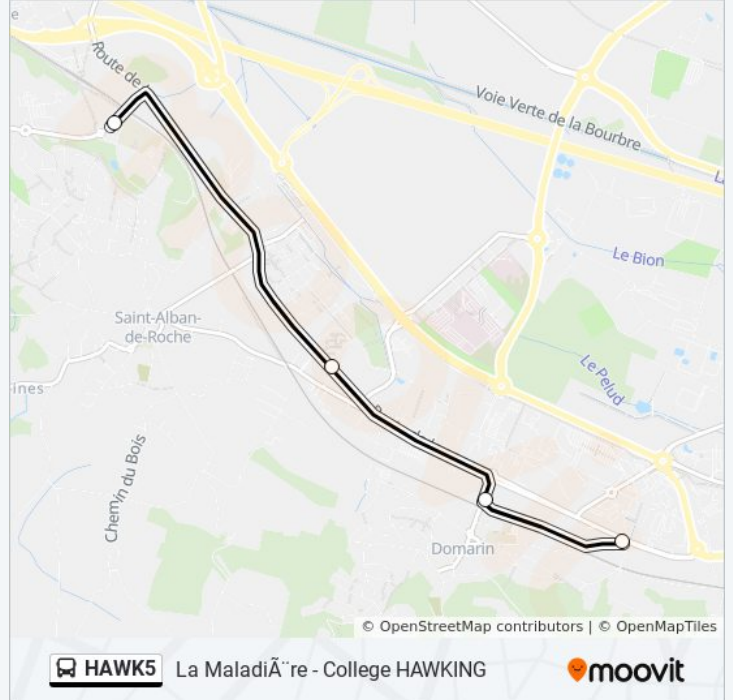 e
Route de
Voie Verte de la Bourbre
L
Le Bion
Saint-Alban-
de-Roche
ines
Le Pelud
Chemin du Bois
Domarin
© OpenStreetMap contributors | © OpenMapTiles
HAWK5 La MaladiÃ¨re - College HAWKING moovit